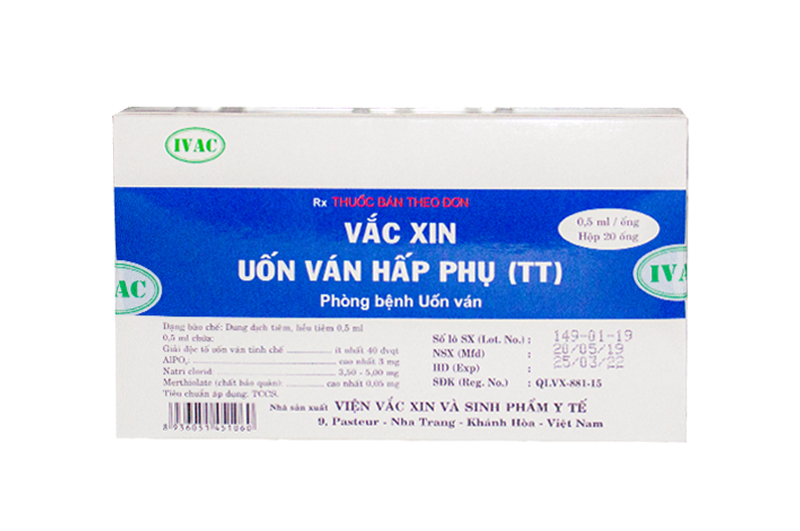 IVAC
Rx THUỐC BÁN THEO ĐƠN
VẮC XIN
UỐN VÁN HẤP PHỤ (TT)
Phòng bệnh Uốn ván
0,5 ml / ống
Hộp 20 ống
AC
IV
Dạng bào chế: Dung dịch tiêm, liều tiêm 0,5 ml
0,5 ml chứa:
Giải độc tố uốn ván tinh chế ít nhất 40 đvqt
AlPO₄ cao nhất 3 mg
Natri clorid 3,50 - 5,00 mg
Merthiolate (chất bảo quản): cao nhất 0,05 mg
Tiêu chuẩn áp dụng: TCCS.
Số lô SX (Lot. No.) : 149-01-19
NSX (Mfd) : 20/05/19
HD (Exp) : 25/03/22
SĐK (Reg. No.) : QLVX-881-15
8 936051 451060
Nhà sản xuất VIỆN VẮC XIN VÀ SINH PHẨM Y TẾ
9, Pasteur - Nha Trang - Khánh Hòa - Việt Nam